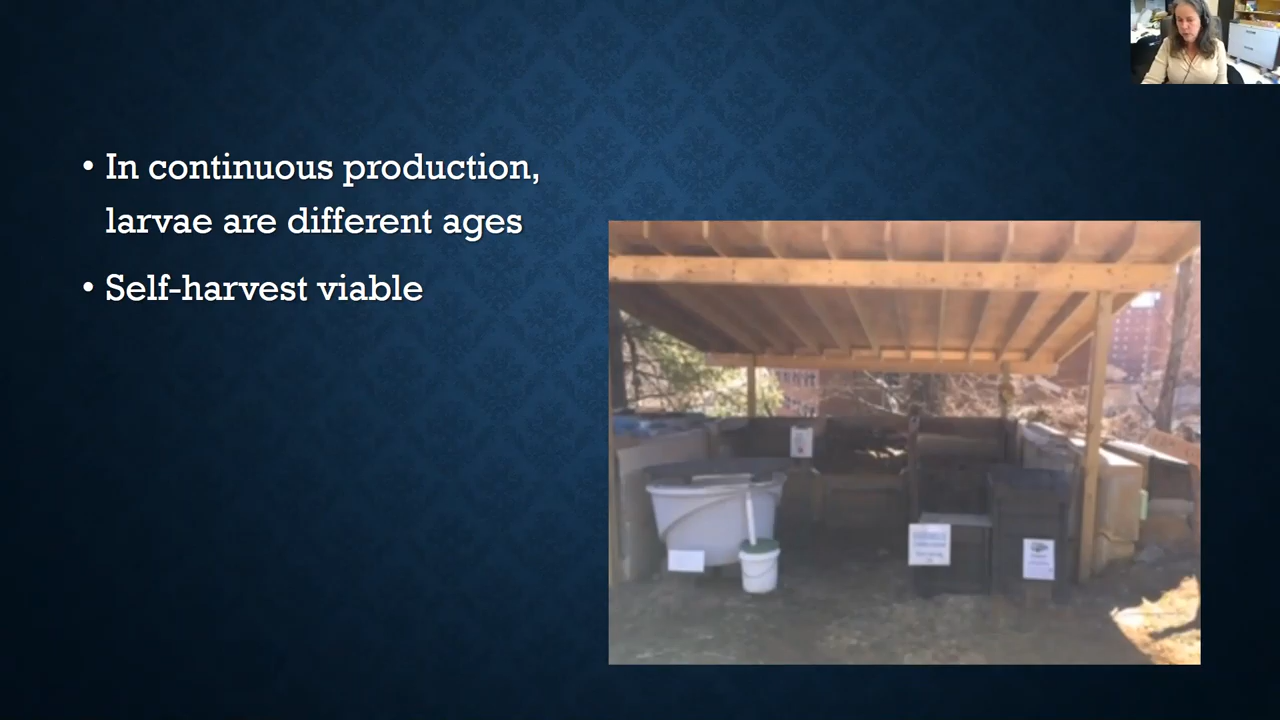 • In continuous production,
larvae are different ages
• Self-harvest viable